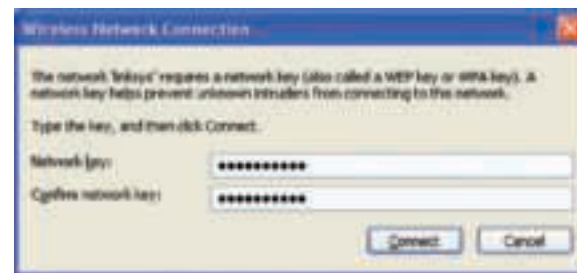 Wireless Network Connection
The network 'linksys' requires a network key (also called a WEP key or WPA key). A
network key helps prevent unknown intruders from connecting to this network.
Type the key, and then click Connect.
Network key: ●●●●●●●●●●
Confirm network key: ●●●●●●●●●●
Connect Cancel